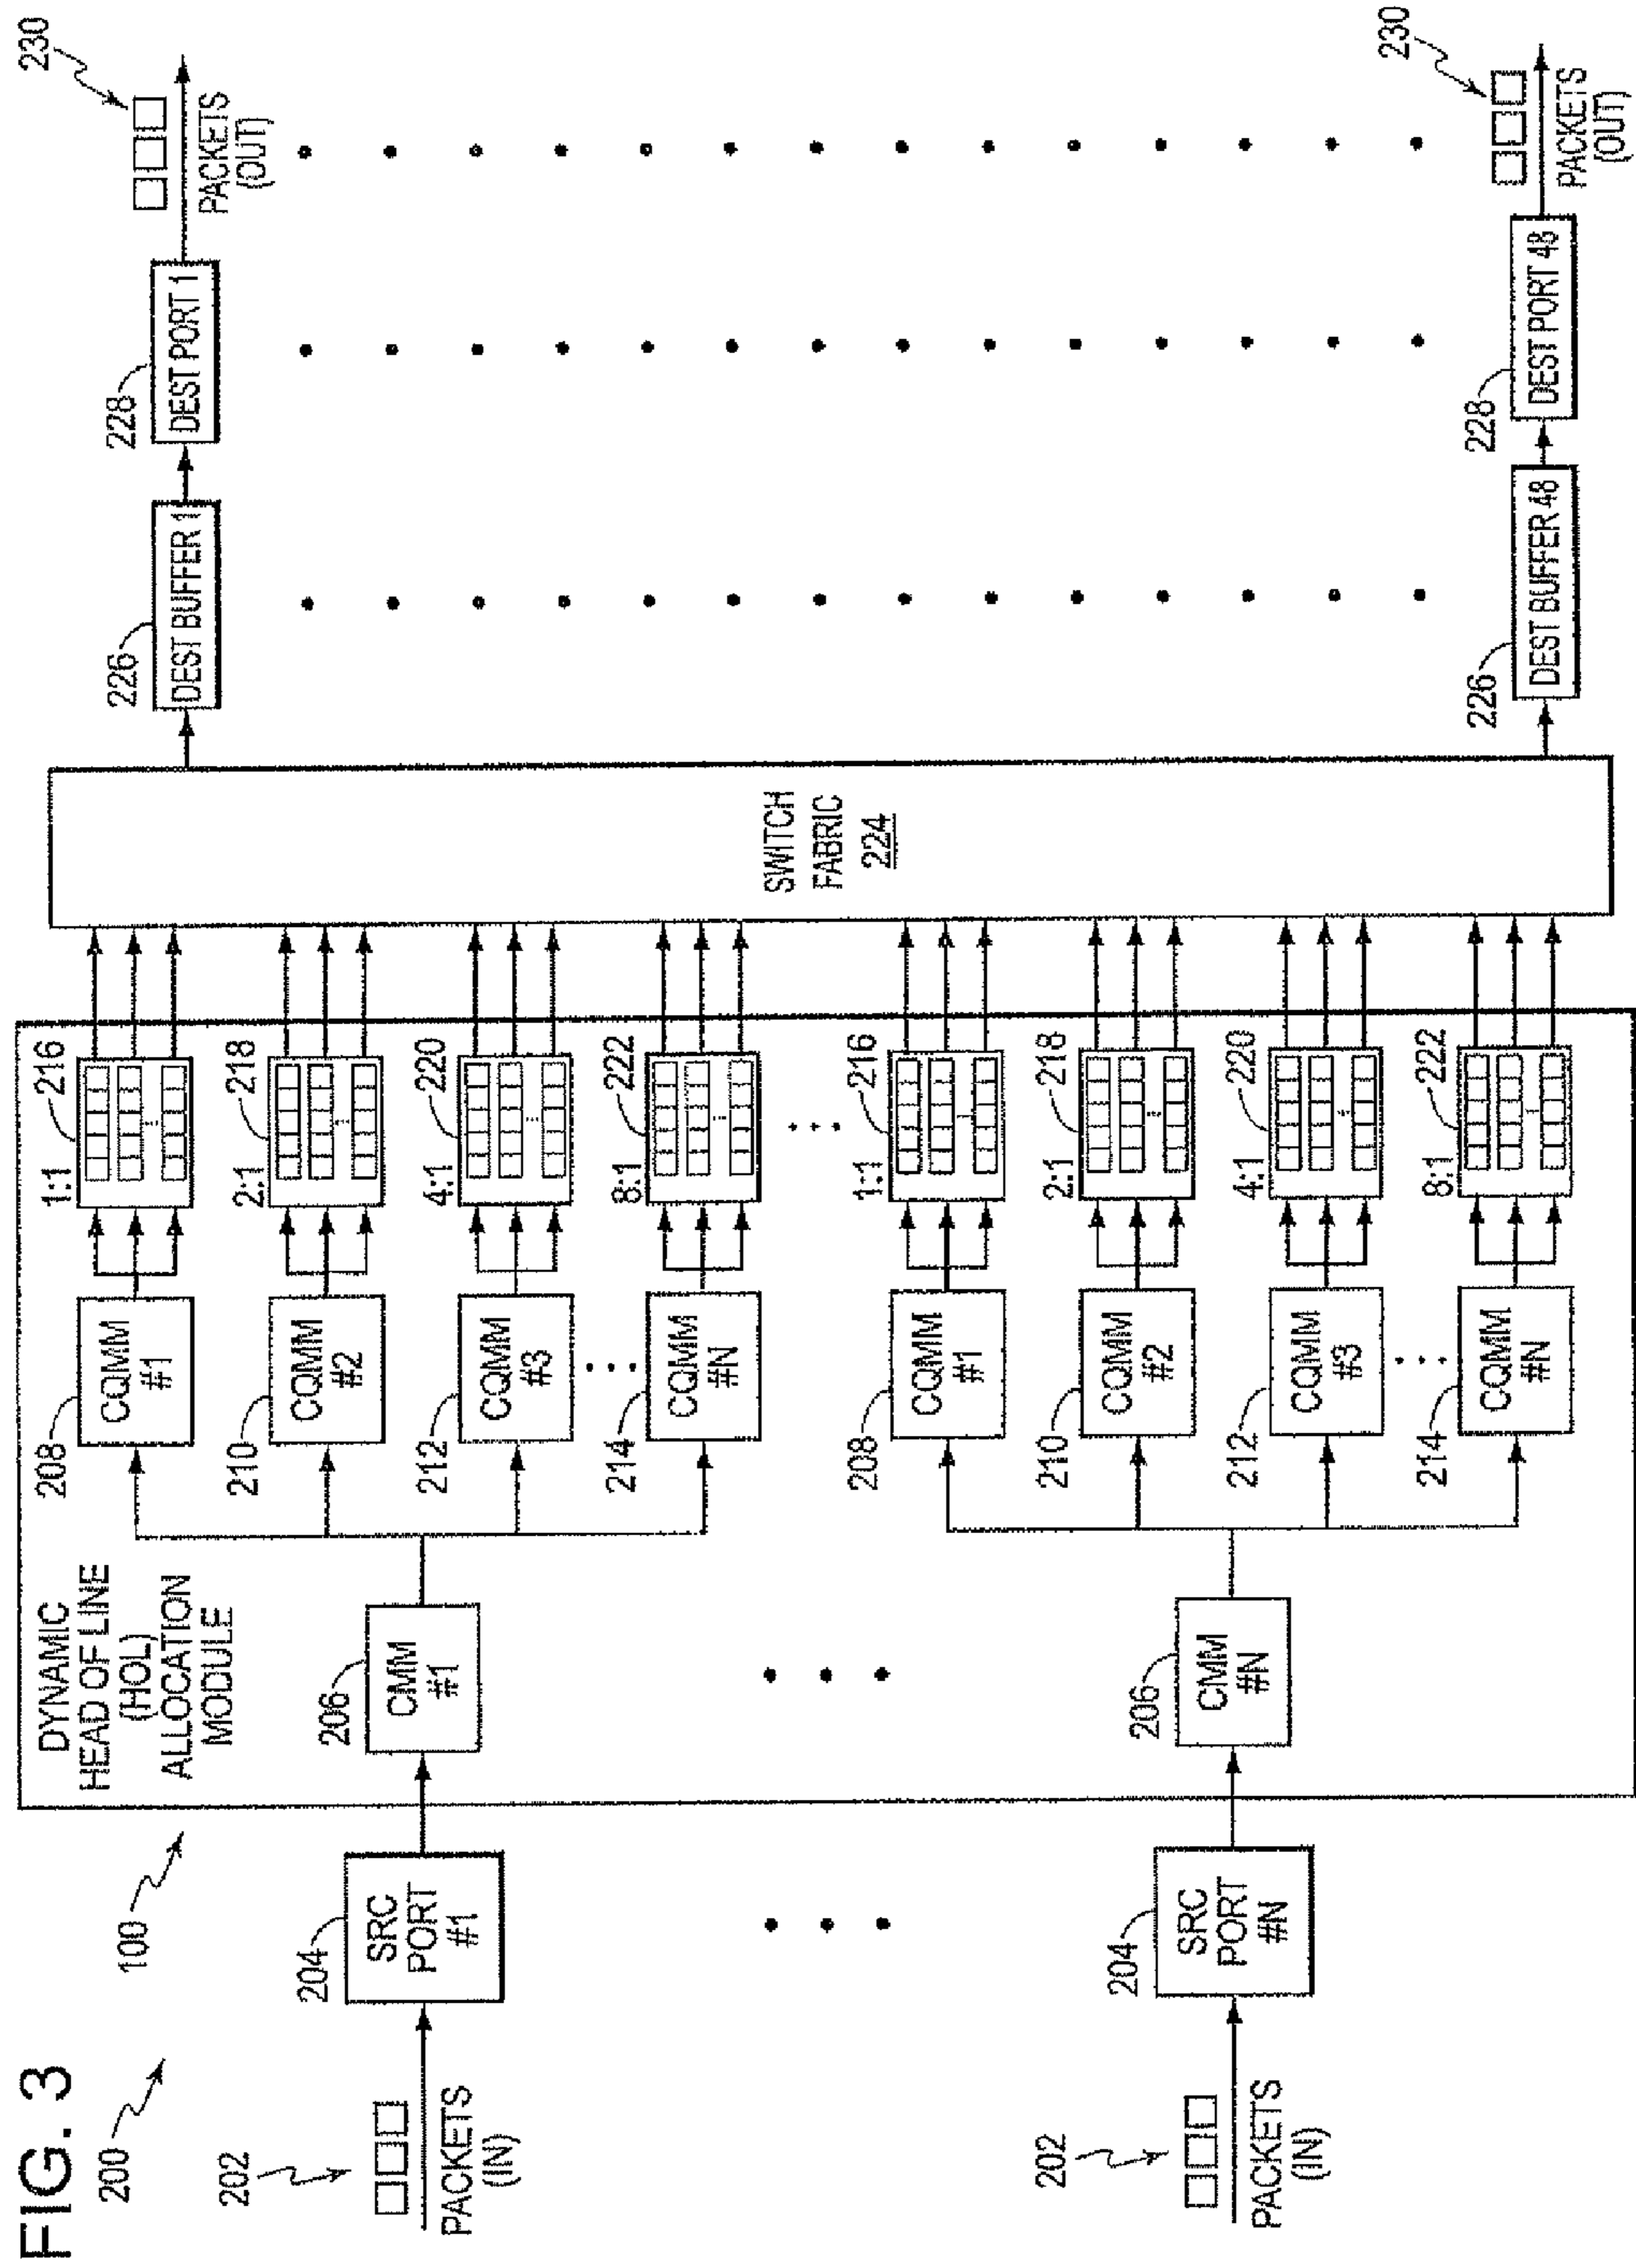 FIG. 3
200
100
202
PACKETS
(IN)
204
SRC
PORT
#1
DYNAMIC
HEAD OF LINE
(HOL)
ALLOCATION
MODULE
206
CMM
#1
208
CQMM
#1
1:1
216
210
CQMM
#2
2:1
218
212
CQMM
#3
4:1
220
214
CQMM
#N
8:1
222
202
PACKETS
(IN)
204
SRC
PORT
#N
206
CMM
#N
208
CQMM
#1
1:1
216
210
CQMM
#2
2:1
218
212
CQMM
#3
4:1
220
214
CQMM
#N
8:1
222
SWITCH
FABRIC
224
226
DEST BUFFER 1
228
DEST PORT 1
230
PACKETS
(OUT)
226
DEST BUFFER 48
228
DEST PORT 48
230
PACKETS
(OUT)